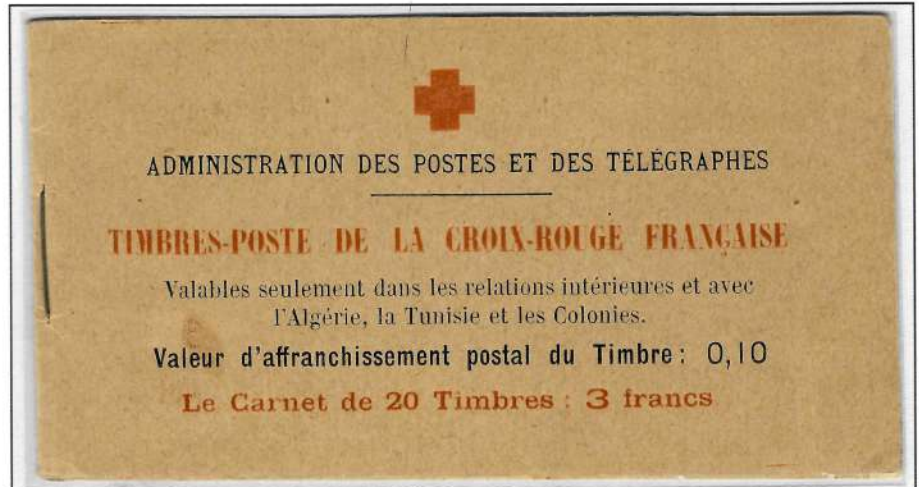 ADMINISTRATION DES POSTES ET DES TÉLÉGRAPHES
TIMBRES-POSTE DE LA CROIX-ROUGE FRANÇAISE
Valables seulement dans les relations intérieures et avec
l'Algérie, la Tunisie et les Colonies.
Valeur d'affranchissement postal du Timbre : 0,10
Le Carnet de 20 Timbres : 3 francs